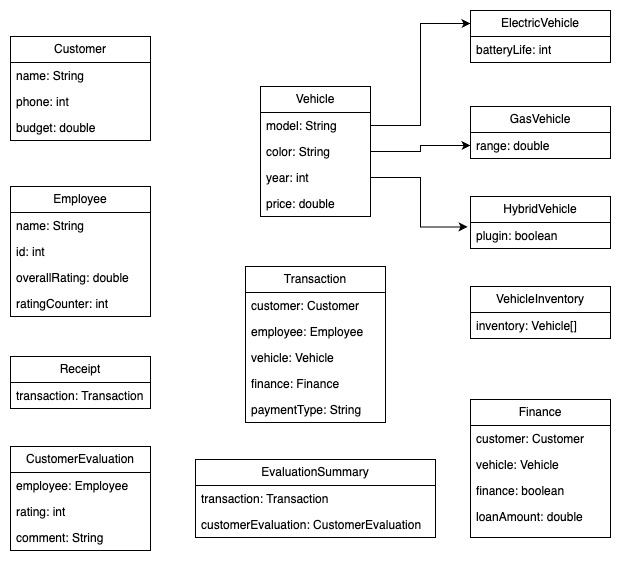 Customer
name: String
phone: int
budget: double
Employee
name: String
id: int
overallRating: double
ratingCounter: int
Receipt
transaction: Transaction
CustomerEvaluation
employee: Employee
rating: int
comment: String
Vehicle
model: String
color: String
year: int
price: double
Transaction
customer: Customer
employee: Employee
vehicle: Vehicle
finance: Finance
paymentType: String
EvaluationSummary
transaction: Transaction
customerEvaluation: CustomerEvaluation
ElectricVehicle
batteryLife: int
GasVehicle
range: double
HybridVehicle
plugin: boolean
VehicleInventory
inventory: Vehicle[]
Finance
customer: Customer
vehicle: Vehicle
finance: boolean
loanAmount: double